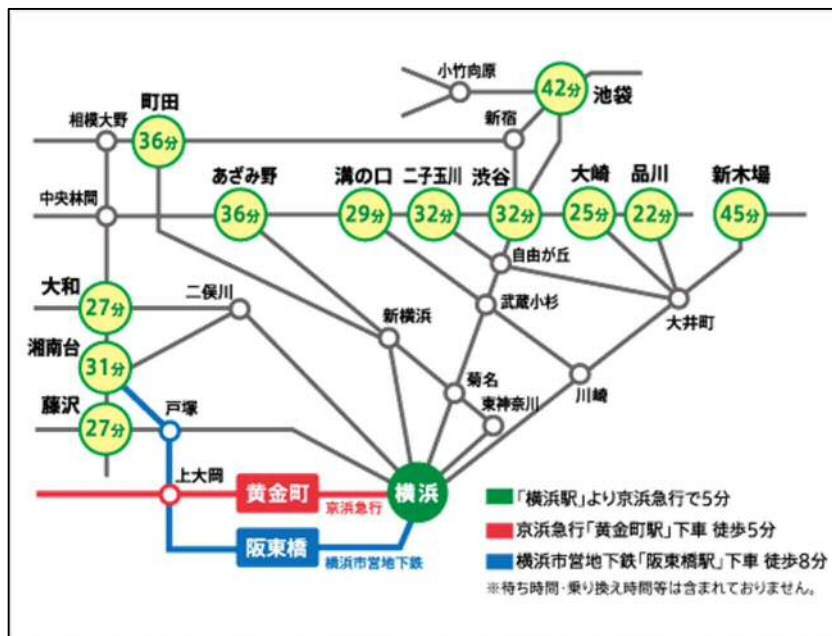 小竹向原
42分
池袋
町田
相模大野
36分
新宿
あざみ野
溝の口
二子玉川
渋谷
大崎
品川
新木場
中央林間
36分
29分
32分
32分
25分
22分
45分
自由が丘
大和
二俣川
27分
新横浜
武蔵小杉
大井町
湘南台
31分
菊名
川崎
藤沢
戸塚
東神奈川
27分
上大岡
黄金町
京浜急行
横浜
阪東橋
横浜市営地下鉄
「横浜駅」より京浜急行で5分
京浜急行「黄金町駅」下車 徒歩5分
横浜市営地下鉄「阪東橋駅」下車 徒歩8分
※待ち時間・乗り換え時間等は含まれておりません。